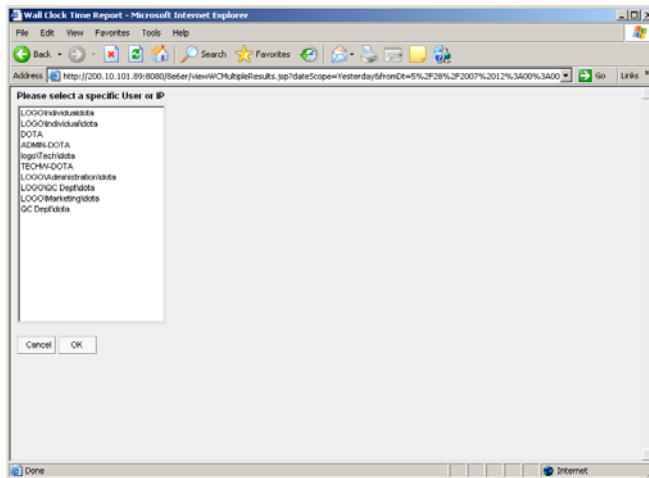 Wall Clock Time Report - Microsoft Internet Explorer
File Edit View Favorites Tools Help
Back Search Favorites
Address http://200.10.101.89:8080/8e6er/viewWCMultipleResults.jsp?dateScope=Yesterday&fromDt=5%2F28%2F2007%2012%3A00%3A00 Go Links »
Please select a specific User or IP
LOGO\Individual\dota
LOGO\Individual\dota
DOTA
ADMIN-DOTA
logo\Tech\dota
TECHW-DOTA
LOGO\Administration\dota
LOGO\QC Dept\dota
LOGO\Marketing\dota
QC Dept\dota
Cancel OK
Done Internet